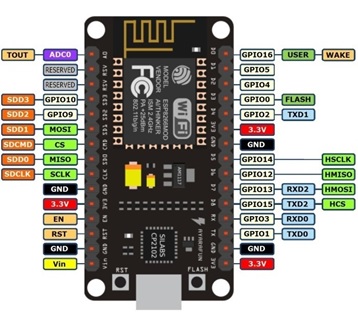 TOUT ADC0 A0 D0 GPIO16 USER WAKE
RESERVED RSV D1 GPIO5
RESERVED RSV D2 GPIO4
SDD3 GPIO10 SD3 D3 GPIO0 FLASH
SDD2 GPIO9 SD2 D4 GPIO2 TXD1
SDD1 MOSI SD1 3V3 3.3V
SDCMD CS CMD GND GND
SDD0 MISO SD0 D5 GPIO14 HSCLK
SDCLK SCLK CLK D6 GPIO12 HMISO
GND GND D7 GPIO13 RXD2 HMOSI
3.3V 3V3 D8 GPIO15 TXD2 HCS
EN EN RX GPIO3 RXD0
RST RST TX GPIO1 TXD0
GND GND GND GND
Vin Vin 3V3 3.3V
MODEL
VENDOR
ESP8266MOD
AI/THINKER
ISM 2.4GHz
PA +25dBm
802.11b/g/n
FC
Wi Fi
AMS1117
SILABS
CP2102
RST
FLASH